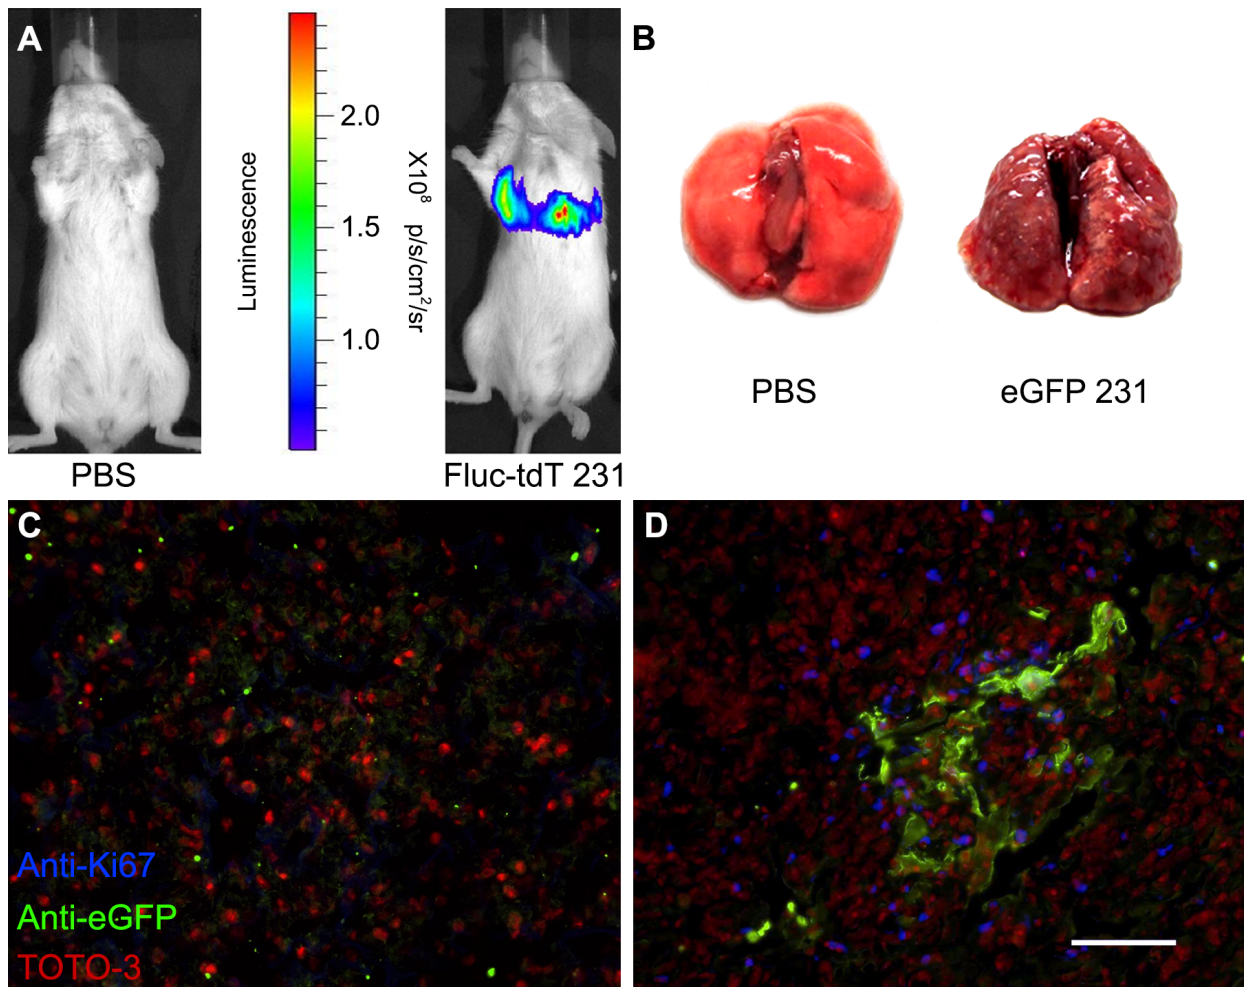 A
Luminescence
2.0
1.5
1.0
X10⁸ p/s/cm²/sr
PBS
Fluc-tdT 231
B
PBS
eGFP 231
C
Anti-Ki67
Anti-eGFP
TOTO-3
D